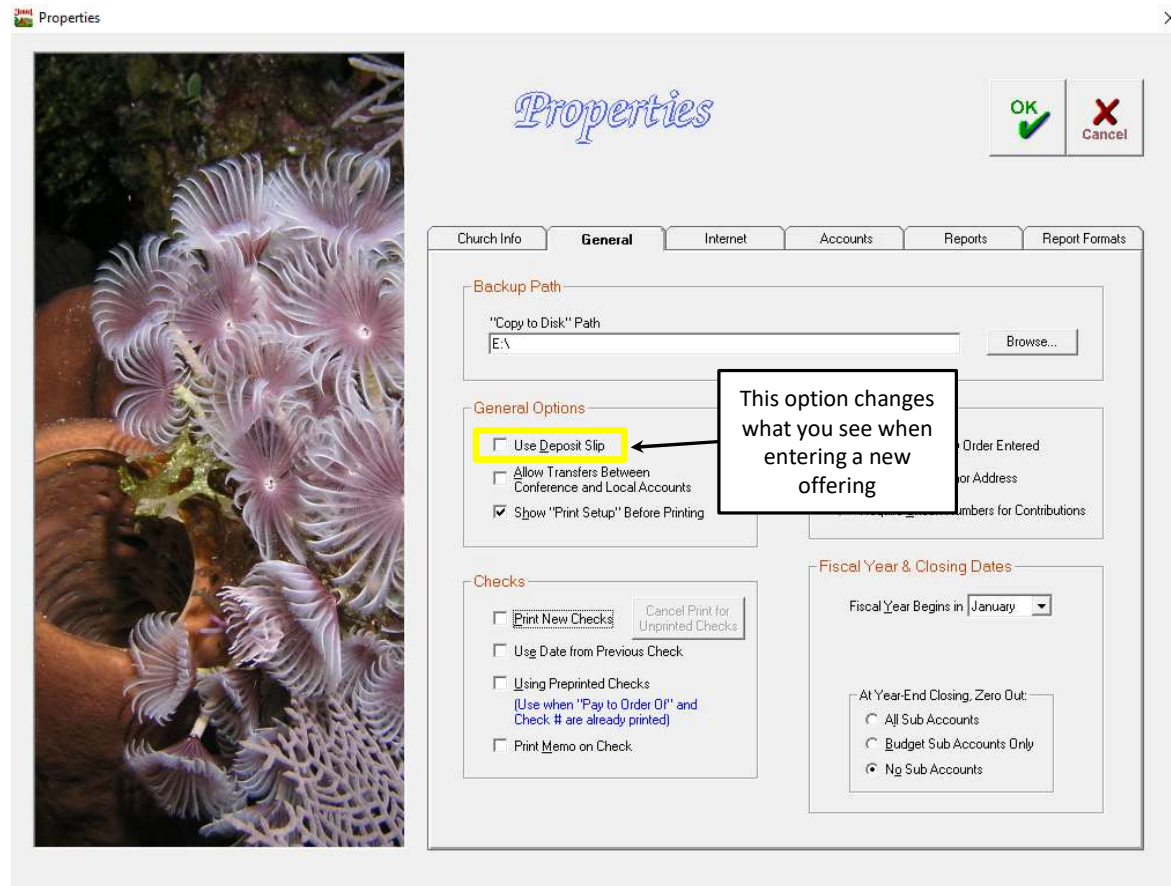 Properties
Properties
OK
Cancel
Church Info
General
Internet
Accounts
Reports
Report Formats
Backup Path
"Copy to Disk" Path
E:\
Browse...
General Options
Use Deposit Slip
Allow Transfers Between
Conference and Local Accounts
Show "Print Setup" Before Printing
This option changes
what you see when
entering a new
offering
Order Entered
Address
for Contributions
Checks
Print New Checks
Cancel Print for
Unprinted Checks
Use Date from Previous Check
Using Preprinted Checks
(Use when "Pay to Order Of" and
Check # are already printed)
Print Memo on Check
Fiscal Year & Closing Dates
Fiscal Year Begins in January
At Year-End Closing, Zero Out:
All Sub Accounts
Budget Sub Accounts Only
No Sub Accounts